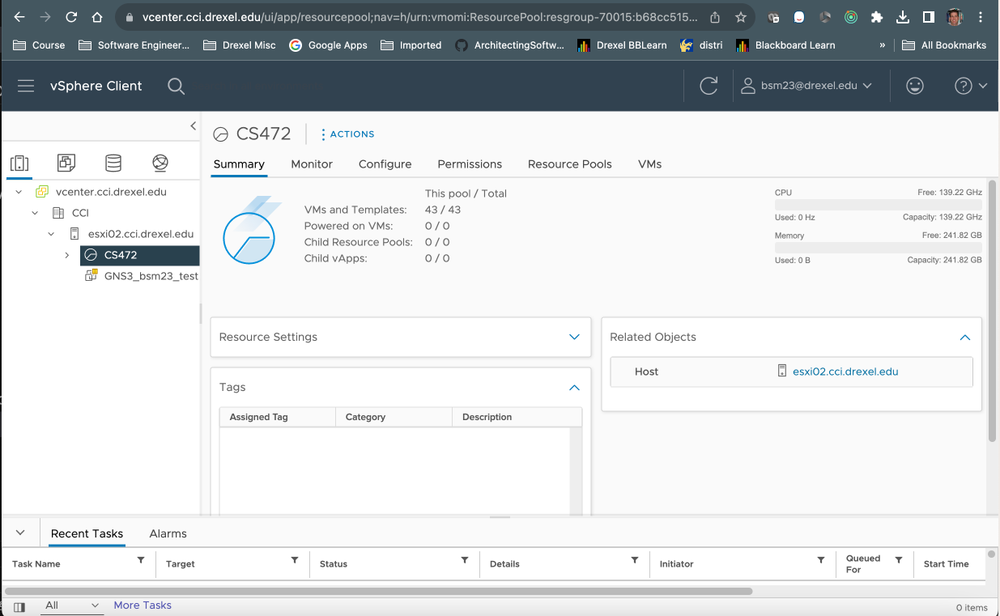 vcenter.cci.drexel.edu/ui/app/resourcepool;nav=h/urn:vmomi:ResourcePool:resgroup-70015:b68cc515...
Course Software Engineer... Drexel Misc Google Apps Imported ArchitectingSoftw... Drexel BBLearn distri Blackboard Learn » All Bookmarks
vSphere Client bsm23@drexel.edu
CS472 ACTIONS
Summary Monitor Configure Permissions Resource Pools VMs
vcenter.cci.drexel.edu
CCI
esxi02.cci.drexel.edu
CS472
GNS3_bsm23_test
This pool / Total
VMs and Templates: 43 / 43
Powered on VMs: 0 / 0
Child Resource Pools: 0 / 0
Child vApps: 0 / 0
CPU Free: 139.22 GHz
Used: 0 Hz Capacity: 139.22 GHz
Memory Free: 241.82 GB
Used: 0 B Capacity: 241.82 GB
Resource Settings
Related Objects
Host esxi02.cci.drexel.edu
Tags
Assigned Tag Category Description
Recent Tasks Alarms
Task Name Target Status Details Initiator Queued For Start Time
All More Tasks 0 items